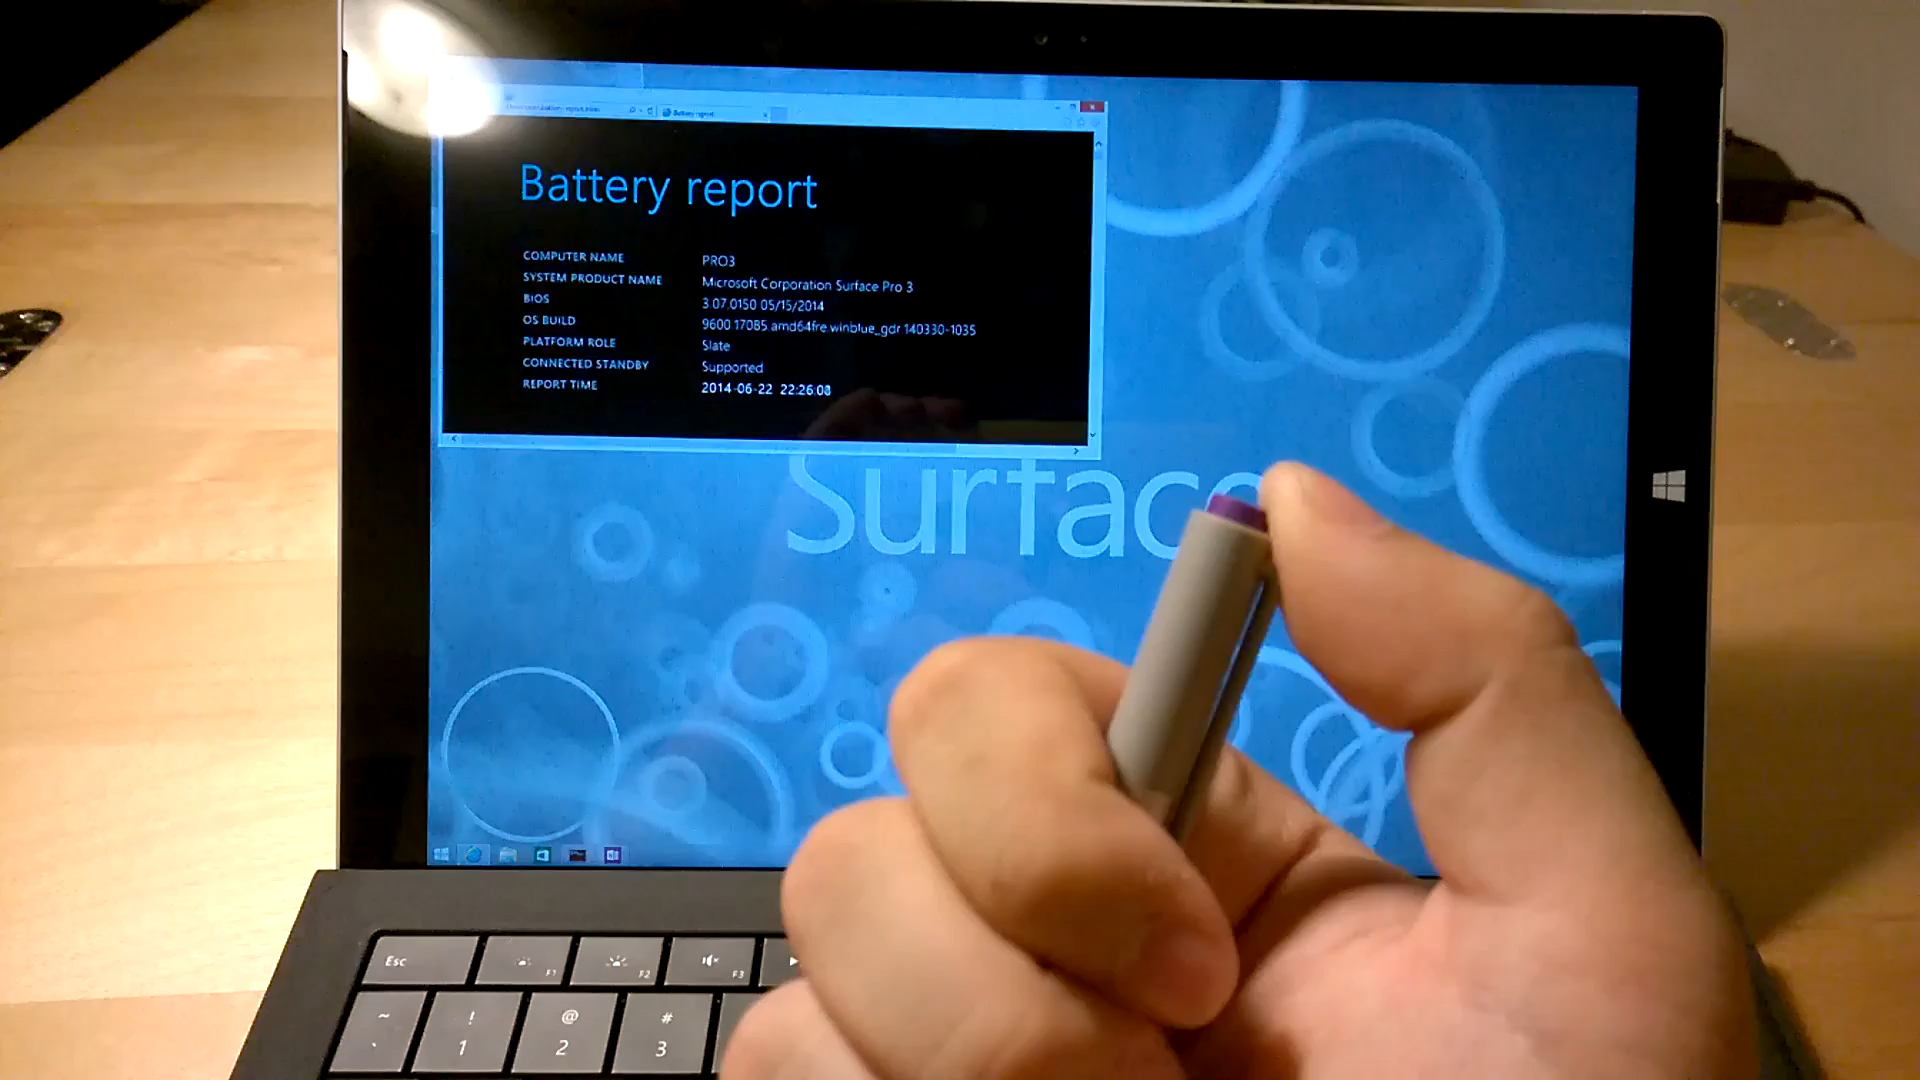 Battery report
Battery report
COMPUTER NAME PRO3
SYSTEM PRODUCT NAME Microsoft Corporation Surface Pro 3
BIOS 3.07.0150 05/15/2014
OS BUILD 9600.17085.amd64fre.winblue_gdr.140330-1035
PLATFORM ROLE Slate
CONNECTED STANDBY Supported
REPORT TIME 2014-06-22 22:26:08
Surface
Esc F1 F2 F3
~ ! @ #
` 1 2 3